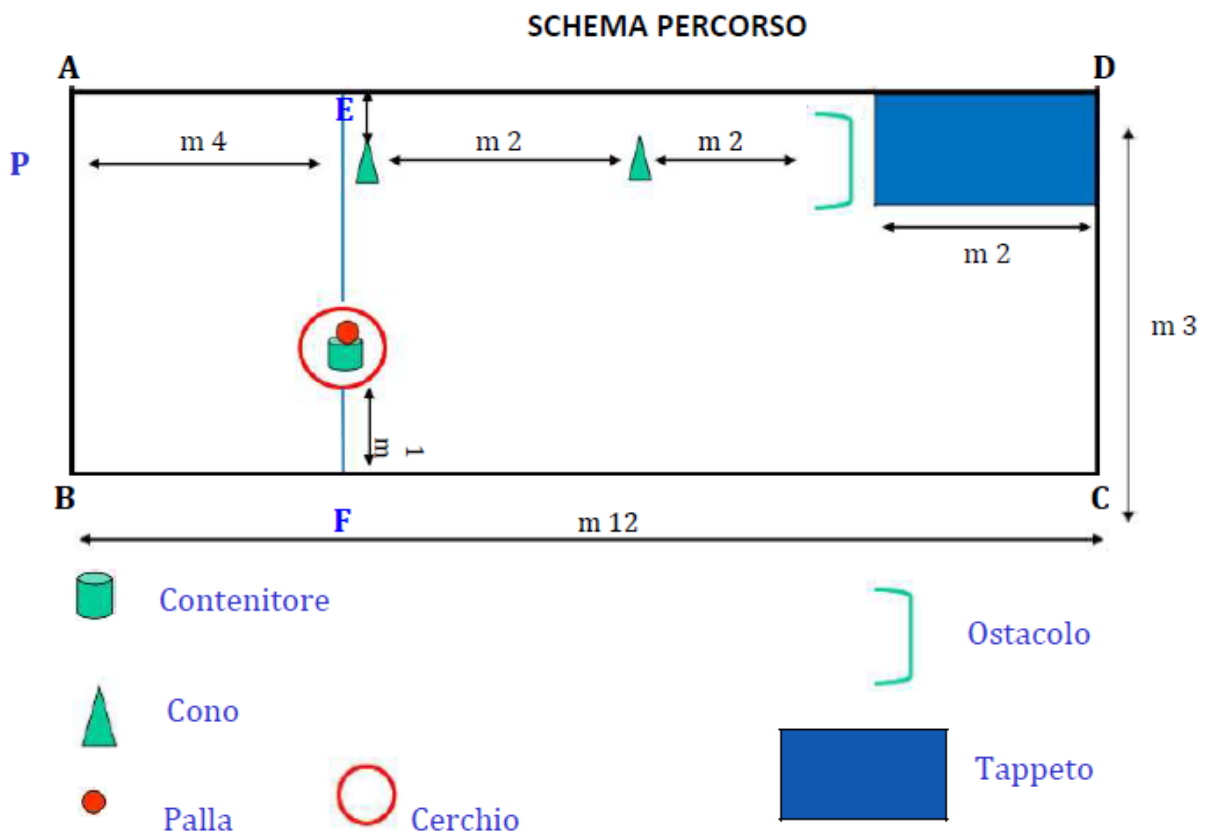 SCHEMA PERCORSO
A
D
E
P
m 4
m 2
m 2
m 2
m 3
1 m
B
F
m 12
C
Contenitore
Ostacolo
Cono
Tappeto
Palla
Cerchio